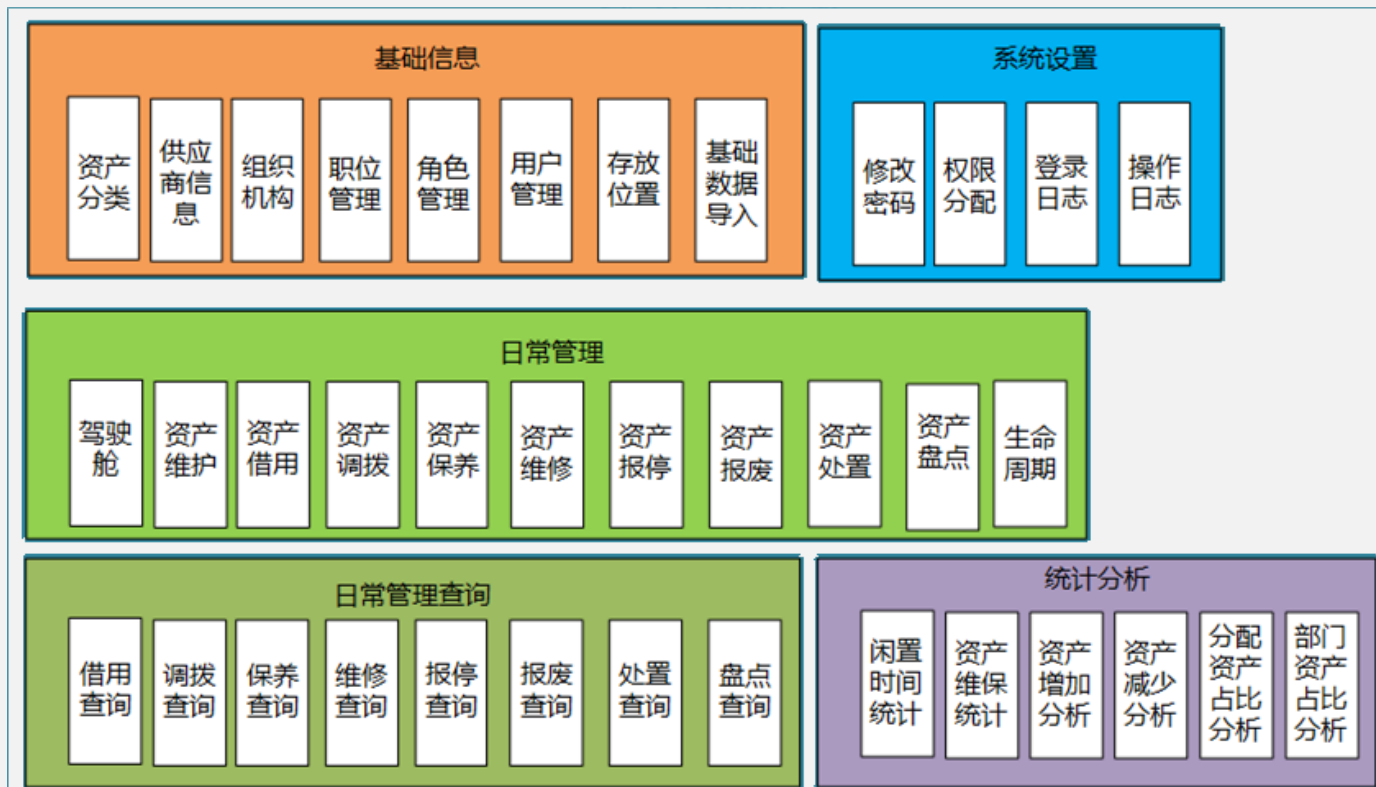 基础信息
资产
分类
供应
商信
息
组织
机构
职位
管理
角色
管理
用户
管理
存放
位置
基础
数据
导入
系统设置
修改
密码
权限
分配
登录
日志
操作
日志
日常管理
驾驶
舱
资产
维护
资产
借用
资产
调拨
资产
保养
资产
维修
资产
报停
资产
报废
资产
处置
资产
盘点
生命
周期
日常管理查询
借用
查询
调拨
查询
保养
查询
维修
查询
报停
查询
报废
查询
处置
查询
盘点
查询
统计分析
闲置
时间
统计
资产
维保
统计
资产
增加
分析
资产
减少
分析
分配
资产
占比
分析
部门
资产
占比
分析